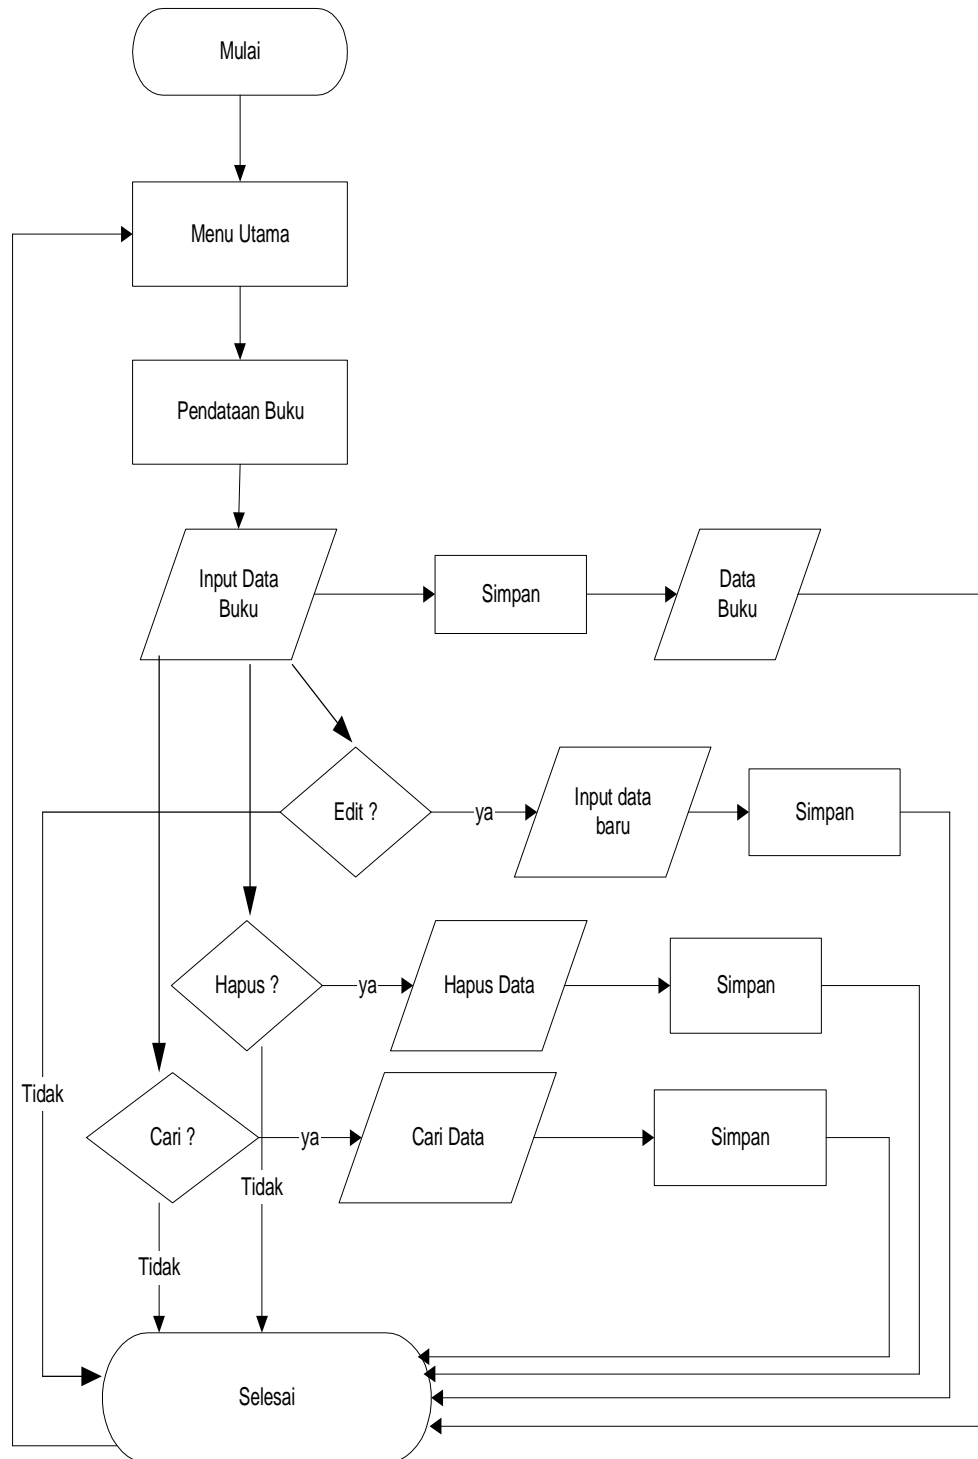 Mulai
Menu Utama
Pendataan Buku
Input Data
Buku
Simpan
Data
Buku
Edit ?
ya
Input data
baru
Simpan
Hapus ?
ya
Hapus Data
Simpan
Tidak
Cari ?
ya
Cari Data
Simpan
Tidak
Tidak
Selesai